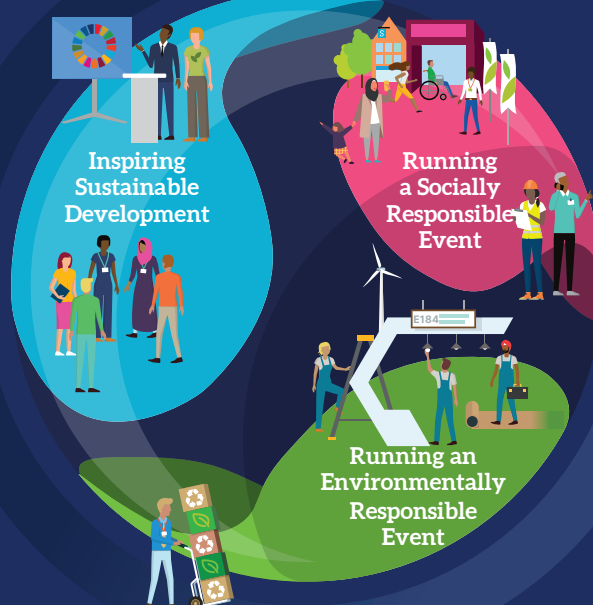 Inspiring
Sustainable
Development
S
Running
a Socially
Responsible
Event
E184
Running an
Environmentally
Responsible
Event